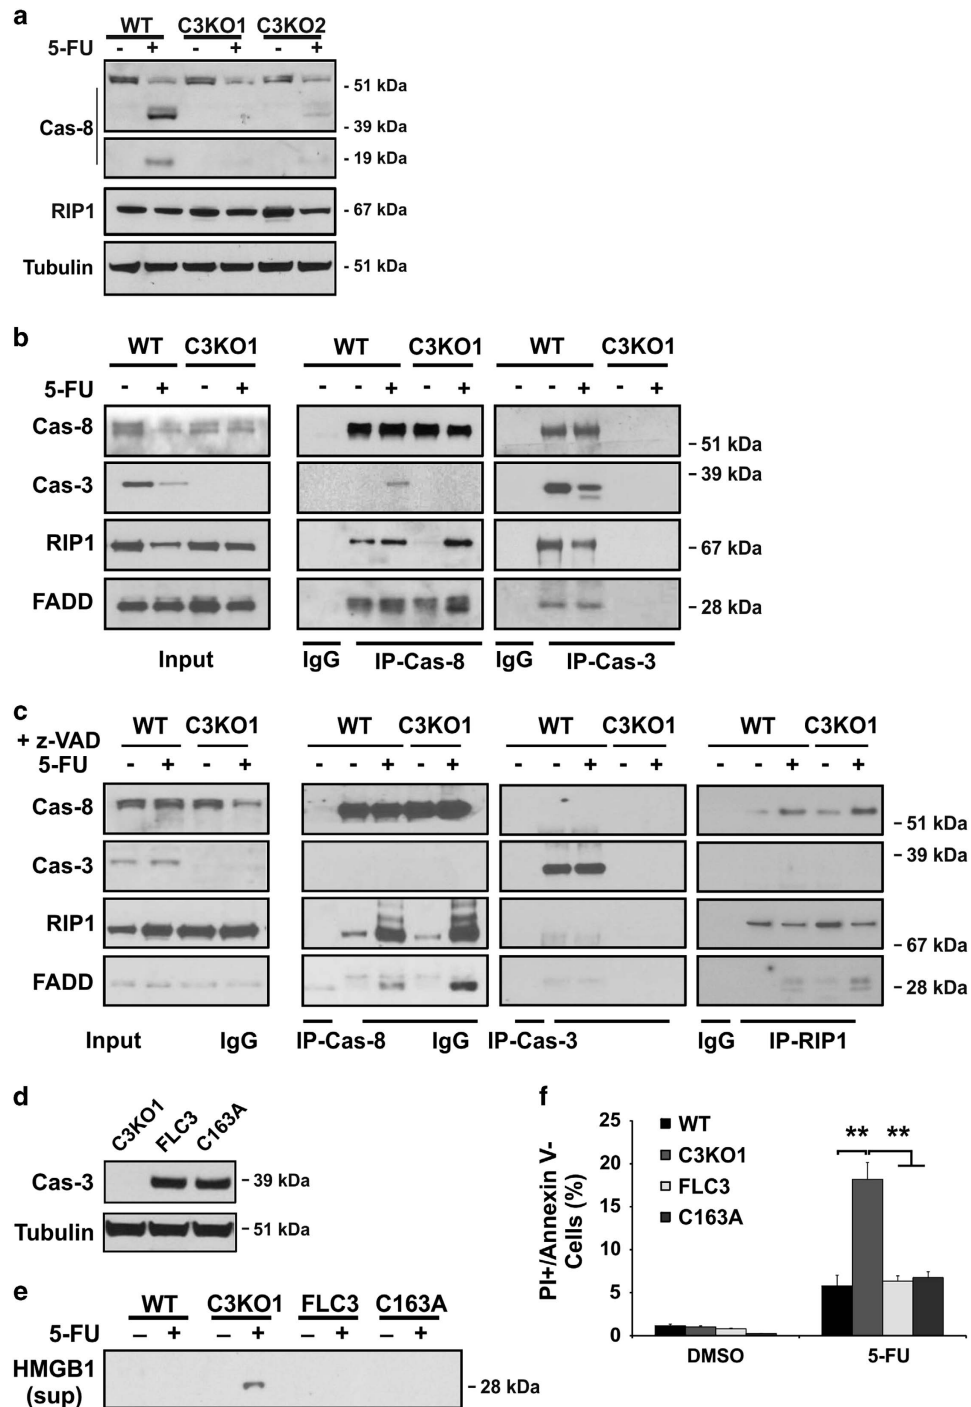 a
WT C3KO1 C3KO2
5-FU - + - + - +
Cas-8
- 51 kDa
- 39 kDa
- 19 kDa
RIP1 - 67 kDa
Tubulin - 51 kDa
b
WT C3KO1 WT C3KO1 WT C3KO1
5-FU - + - + - - + - + - - + - +
Cas-8 - 51 kDa
Cas-3 - 39 kDa
RIP1 - 67 kDa
FADD - 28 kDa
Input IgG IP-Cas-8 IgG IP-Cas-3
c
WT C3KO1 WT C3KO1 WT C3KO1 WT C3KO1
+ z-VAD
5-FU - + - + - - + - + - - + - + - - + - +
Cas-8 - 51 kDa
Cas-3 - 39 kDa
RIP1 - 67 kDa
FADD - 28 kDa
Input IgG IP-Cas-8 IgG IP-Cas-3 IgG IP-RIP1
d
C3KO1 FLC3 C163A
Cas-3 - 39 kDa
Tubulin - 51 kDa
e
WT C3KO1 FLC3 C163A
5-FU – + – + – + – +
HMGB1
(sup)
- 28 kDa
f
PI+/Annexin V-
Cells (%)
25
20
15
10
5
0
WT
C3KO1
FLC3
C163A
** **
DMSO 5-FU